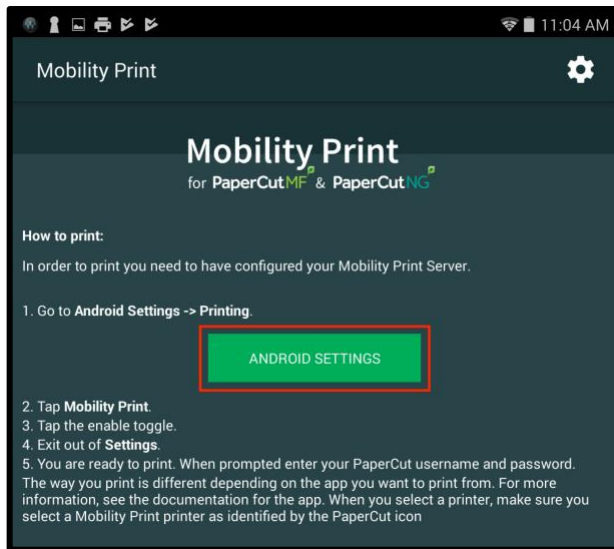 11:04 AM
Mobility Print
Mobility Print
for PaperCutMF & PaperCutNG
How to print:
In order to print you need to have configured your Mobility Print Server.
1. Go to Android Settings -> Printing.
ANDROID SETTINGS
2. Tap Mobility Print.
3. Tap the enable toggle.
4. Exit out of Settings.
5. You are ready to print. When prompted enter your PaperCut username and password.
The way you print is different depending on the app you want to print from. For more
information, see the documentation for the app. When you select a printer, make sure you
select a Mobility Print printer as identified by the PaperCut icon